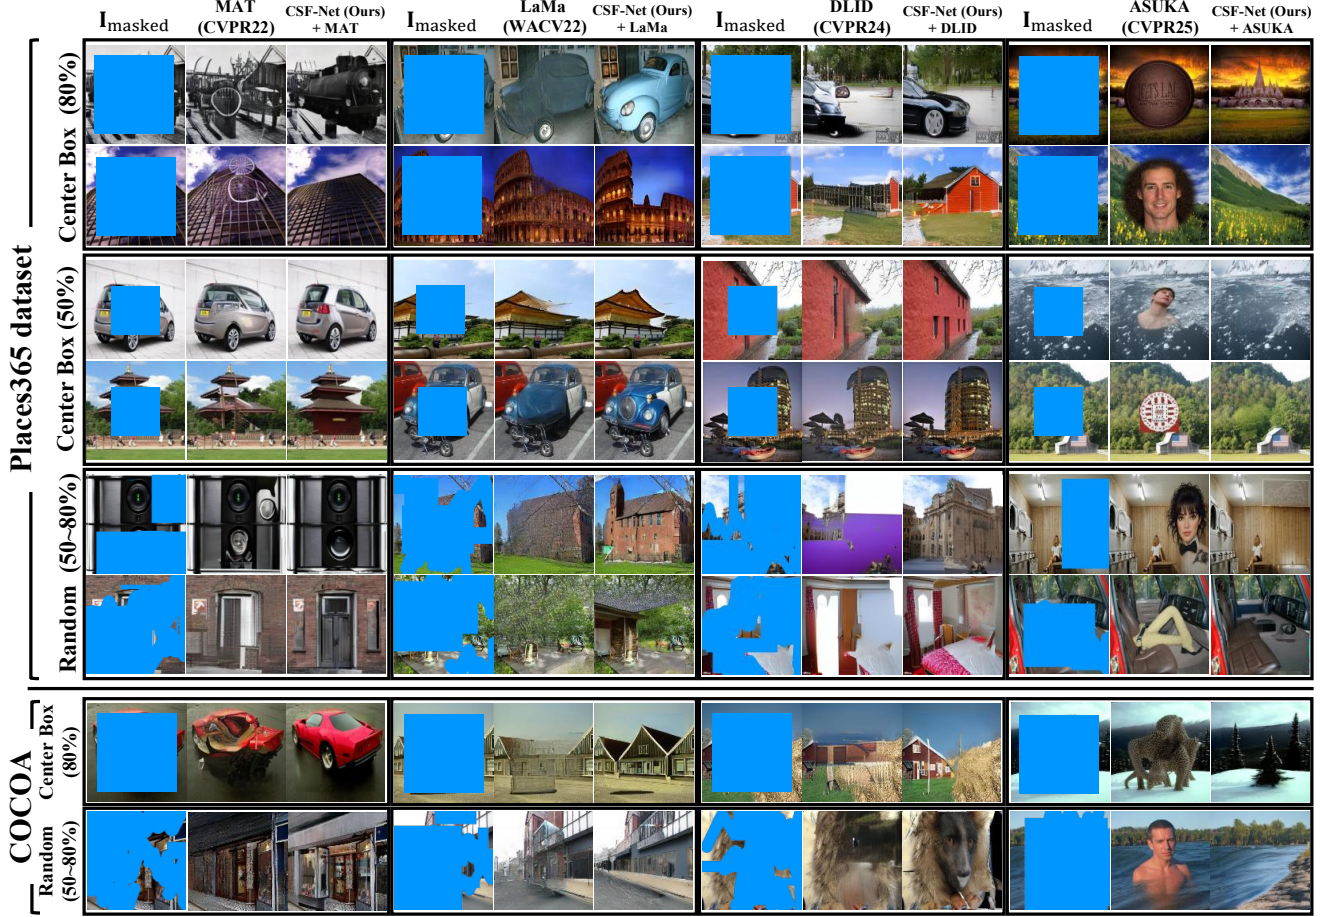 I_masked MAT (CVPR22) CSF-Net (Ours) + MAT I_masked LaMa (WACV22) CSF-Net (Ours) + LaMa I_masked DLID (CVPR24) CSF-Net (Ours) + DLID I_masked ASUKA (CVPR25) CSF-Net (Ours) + ASUKA
Places365 dataset
Center Box (80%)
Center Box (50%)
Random (50~80%)
COCOA
Center Box (80%)
Random (50~80%)